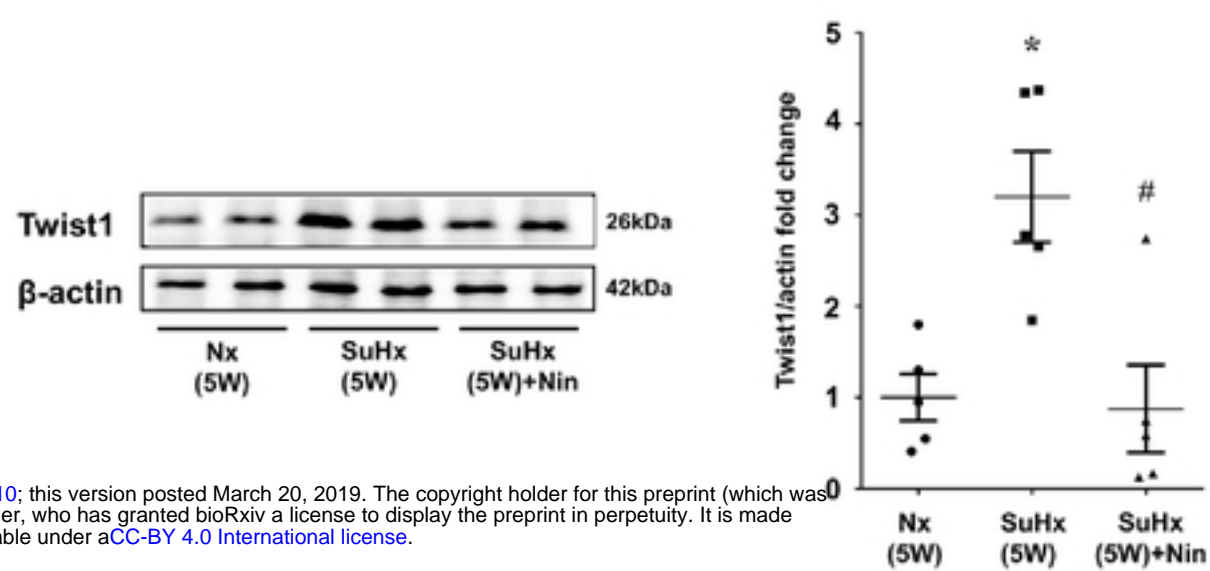 Twist1
26kDa
β-actin
42kDa
Nx
(5W)
SuHx
(5W)
SuHx
(5W)+Nin
10; this version posted March 20, 2019. The copyright holder for this preprint (which was
er, who has granted bioRxiv a license to display the preprint in perpetuity. It is made
able under aCC-BY 4.0 International license.
Twist1/actin fold change
5
4
3
2
1
0
*
#
Nx
(5W)
SuHx
(5W)
SuHx
(5W)+Nin